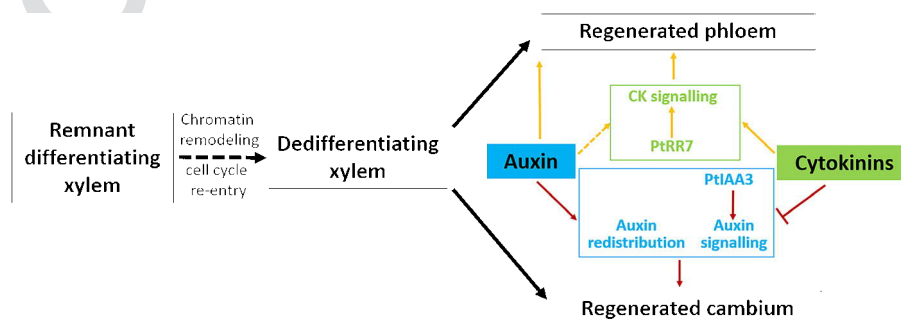 Regenerated phloem
Remnant
differentiating
xylem
Chromatin
remodeling
cell cycle
re-entry
Dedifferentiating
xylem
CK signalling
PtRR7
Auxin
Cytokinins
PtIAA3
Auxin
redistribution
Auxin
signalling
Regenerated cambium